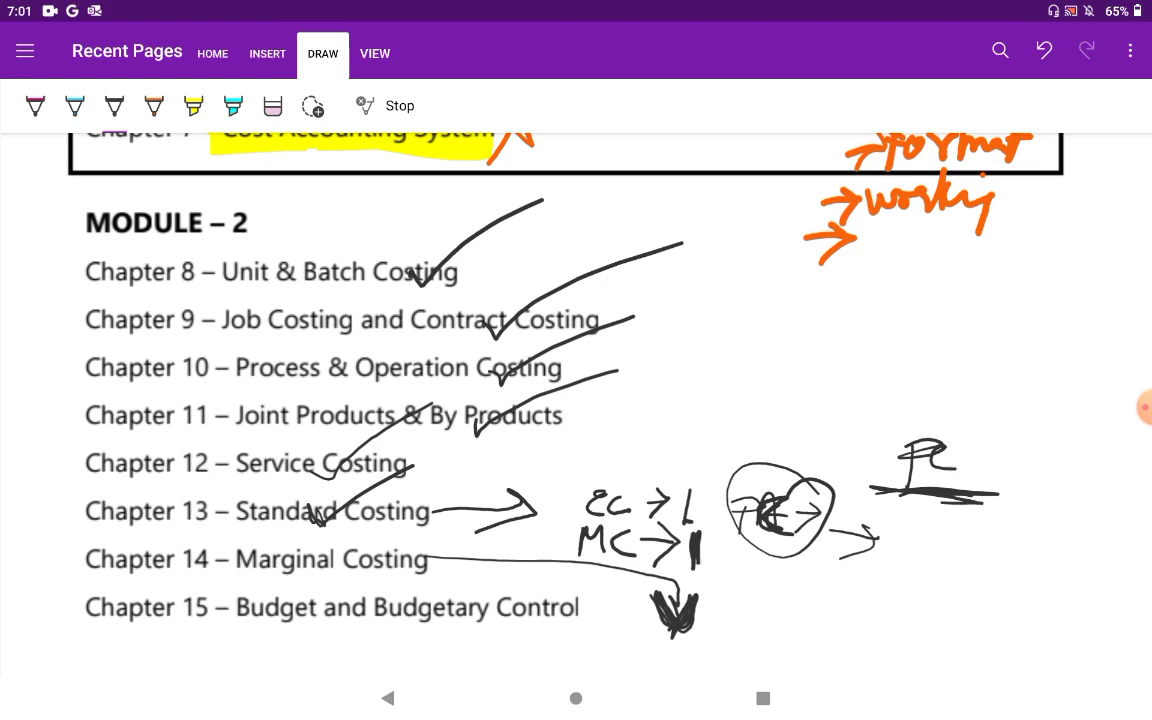 7:01 G 65%
Recent Pages HOME INSERT DRAW VIEW
Stop
Chapter 7 Cost Accounting System
→ format
→ working
MODULE – 2
Chapter 8 – Unit & Batch Costing
Chapter 9 – Job Costing and Contract Costing
Chapter 10 – Process & Operation Costing
Chapter 11 – Joint Products & By Products
Chapter 12 – Service Costing
Chapter 13 – Standard Costing
Chapter 14 – Marginal Costing
Chapter 15 – Budget and Budgetary Control
MC →